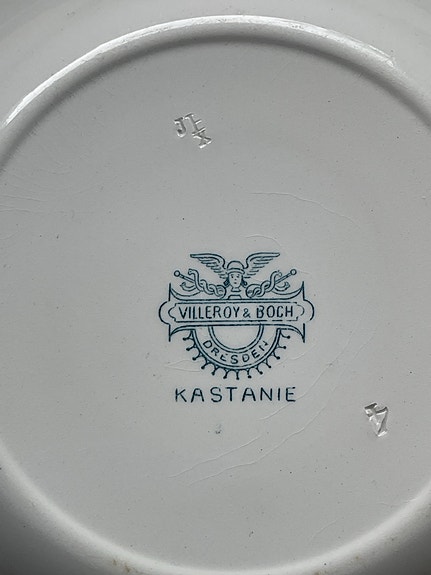 VILLEROY & BOCH
DRESDEN
KASTANIE